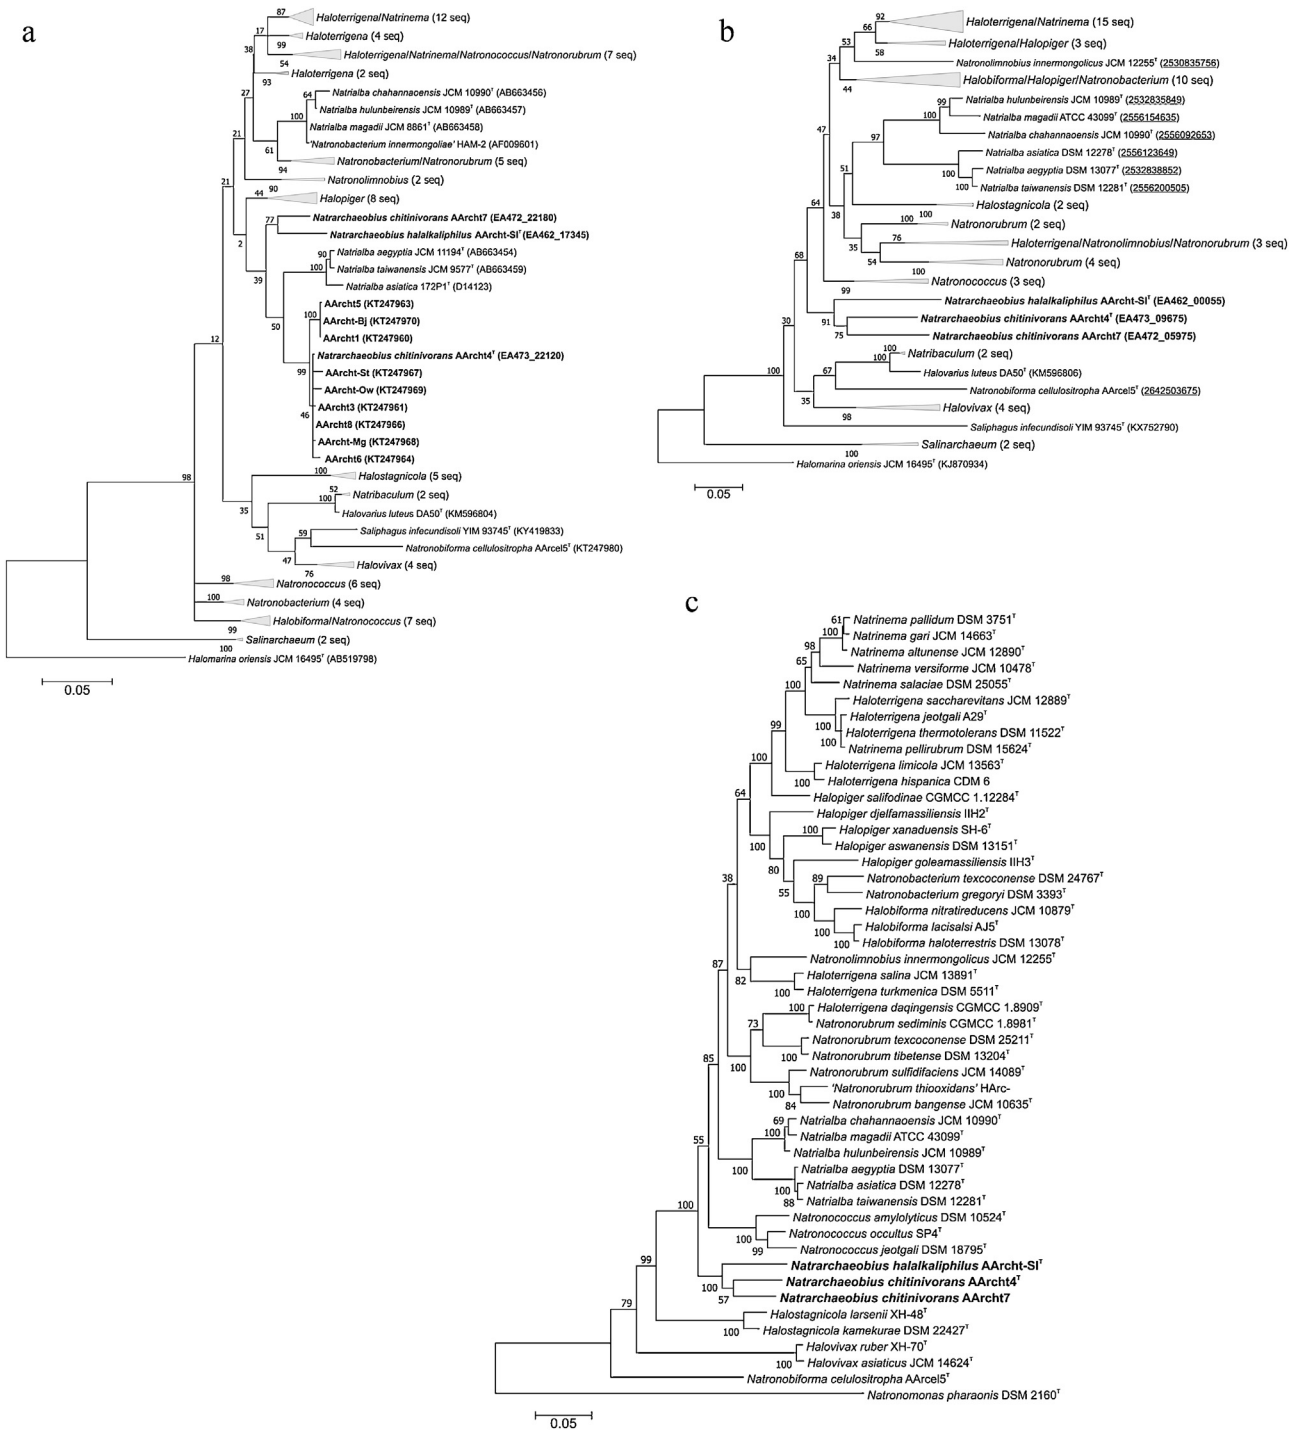 a
87
Haloterrigena/Natrinema (12 seq)
17
Haloterrigena (4 seq)
38
99
Haloterrigena/Natrinema/Natronococcus/Natronorubrum (7 seq)
54
Haloterrigena (2 seq)
93
27
64
Natrialba chahannaoensis JCM 10990ᵀ (AB663456)
Natrialba hulunbeirensis JCM 10989ᵀ (AB663457)
100
Natrialba magadii JCM 8861ᵀ (AB663458)
21
'Natronobacterium innermongoliae' HAM-2 (AF009601)
61
Natronobacterium/Natronorubrum (5 seq)
94
21
Natronolimnobius (2 seq)
44 90
Halopiger (8 seq)
77
Natrarchaeobius chitinivorans AArcht7 (EA472_22180)
2
Natrarchaeobius halalkaliphilus AArcht-Slᵀ(EA462_17345)
90
Natrialba aegyptia JCM 11194ᵀ (AB663454)
100
Natrialba taiwanensis JCM 9577ᵀ (AB663459)
39
Natrialba asiatica 172P1ᵀ (D14123)
AArcht5 (KT247963)
100
AArcht-Bj (KT247970)
50
AArcht1 (KT247960)
12
Natrarchaeobius chitinivorans AArcht4ᵀ (EA473_22120)
99
AArcht-St (KT247967)
AArcht-Ow (KT247969)
AArcht3 (KT247961)
46
AArcht8 (KT247966)
AArcht-Mg (KT247968)
AArcht6 (KT247964)
100
Halostagnicola (5 seq)
98
52
Natribaculum (2 seq)
100
35
Halovarius luteus DA50ᵀ (KM596804)
51
59
Saliphagus infecundisoli YIM 93745ᵀ (KY419833)
Natronobiforma cellulositropha AArcel5ᵀ (KT247980)
47
Halovivax (4 seq)
76
98
Natronococcus (6 seq)
100
Natronobacterium (4 seq)
Halobiforma/Natronococcus (7 seq)
99
Salinarchaeum (2 seq)
100
Halomarina oriensis JCM 16495ᵀ (AB519798)
0.05
b
92
Haloterrigena/Natrinema (15 seq)
66
53
Haloterrigena/Halopiger (3 seq)
58
34
Natronolimnobius innermongolicus JCM 12255ᵀ (2530835756)
Halobiforma/Halopiger/Natronobacterium (10 seq)
44
99
Natrialba hulunbeirensis JCM 10989ᵀ (2532835849)
100
Natrialba magadii ATCC 43099ᵀ (2556154635)
47
97
Natrialba chahannaoensis JCM 10990ᵀ (2556092653)
Natrialba asiatica DSM 12278ᵀ (2556123649)
51
100
Natrialba aegyptia DSM 13077ᵀ (2532838852)
100
Natrialba taiwanensis DSM 12281ᵀ (2556200505)
64
Halostagnicola (2 seq)
38
100 100
Natronorubrum (2 seq)
35
76
Haloterrigena/Natronolimnobius/Natronorubrum (3 seq)
68
54
Natronorubrum (4 seq)
100
Natronococcus (3 seq)
99
Natrarchaeobius halalkaliphilus AArcht-Slᵀ (EA462_00055)
30
91
Natrarchaeobius chitinivorans AArcht4ᵀ (EA473_09675)
75
Natrarchaeobius chitinivorans AArcht7 (EA472_05975)
100
Natribaculum (2 seq)
100
100
67
Halovarius luteus DA50ᵀ (KM596806)
Natronobiforma cellulositropha AArcel5ᵀ (2642503675)
35
Halovivax (4 seq)
98
Saliphagus infecundisoli YIM 93745ᵀ (KX752790)
Salinarchaeum (2 seq)
100
Halomarina oriensis JCM 16495ᵀ (KJ870934)
0.05
c
61
Natrinema pallidum DSM 3751ᵀ
100
Natrinema gari JCM 14663ᵀ
98
Natrinema altunense JCM 12890ᵀ
65
Natrinema versiforme JCM 10478ᵀ
100
Natrinema salaciae DSM 25055ᵀ
Haloterrigena saccharevitans JCM 12889ᵀ
Haloterrigena jeotgali A29ᵀ
99
100
Haloterrigena thermotolerans DSM 11522ᵀ
100
Natrinema pellirubrum DSM 15624ᵀ
100
Haloterrigena limicola JCM 13563ᵀ
100
Haloterrigena hispanica CDM 6
64
Halopiger salifodinae CGMCC 1.12284ᵀ
Halopiger djelfamassiliensis IIH2ᵀ
100
Halopiger xanaduensis SH-6ᵀ
100
Halopiger aswanensis DSM 13151ᵀ
80
Halopiger goleamassiliensis IIH3ᵀ
38
89
Natronobacterium texcoconense DSM 24767ᵀ
55
Natronobacterium gregoryi DSM 3393ᵀ
100
Halobiforma nitratireducens JCM 10879ᵀ
100
Halobiforma lacisalsi AJ5ᵀ
100
Halobiforma haloterrestris DSM 13078ᵀ
87
Natronolimnobius innermongolicus JCM 12255ᵀ
82
Haloterrigena salina JCM 13891ᵀ
100
Haloterrigena turkmenica DSM 5511ᵀ
100
Haloterrigena daqingensis CGMCC 1.8909ᵀ
73
Natronorubrum sediminis CGMCC 1.8981ᵀ
Natronorubrum texcoconense DSM 25211ᵀ
85
100
Natronorubrum tibetense DSM 13204ᵀ
100
Natronorubrum sulfidifaciens JCM 14089ᵀ
100
'Natronorubrum thiooxidans' HArc-
84
Natronorubrum bangense JCM 10635ᵀ
69
Natrialba chahannaoensis JCM 10990ᵀ
55
100
Natrialba magadii ATCC 43099ᵀ
Natrialba hulunbeirensis JCM 10989ᵀ
100
Natrialba aegyptia DSM 13077ᵀ
100
Natrialba asiatica DSM 12278ᵀ
88
Natrialba taiwanensis DSM 12281ᵀ
100
Natronococcus amylolyticus DSM 10524ᵀ
100
Natronococcus occultus SP4ᵀ
99
Natronococcus jeotgali DSM 18795ᵀ
99
Natrarchaeobius halalkaliphilus AArcht-Slᵀ
100
Natrarchaeobius chitinivorans AArcht4ᵀ
57
Natrarchaeobius chitinivorans AArcht7
79
Halostagnicola larsenii XH-48ᵀ
100
Halostagnicola kamekurae DSM 22427ᵀ
Halovivax ruber XH-70ᵀ
100
Halovivax asiaticus JCM 14624ᵀ
Natronobiforma celulositropha AArcel5ᵀ
Natronomonas pharaonis DSM 2160ᵀ
0.05